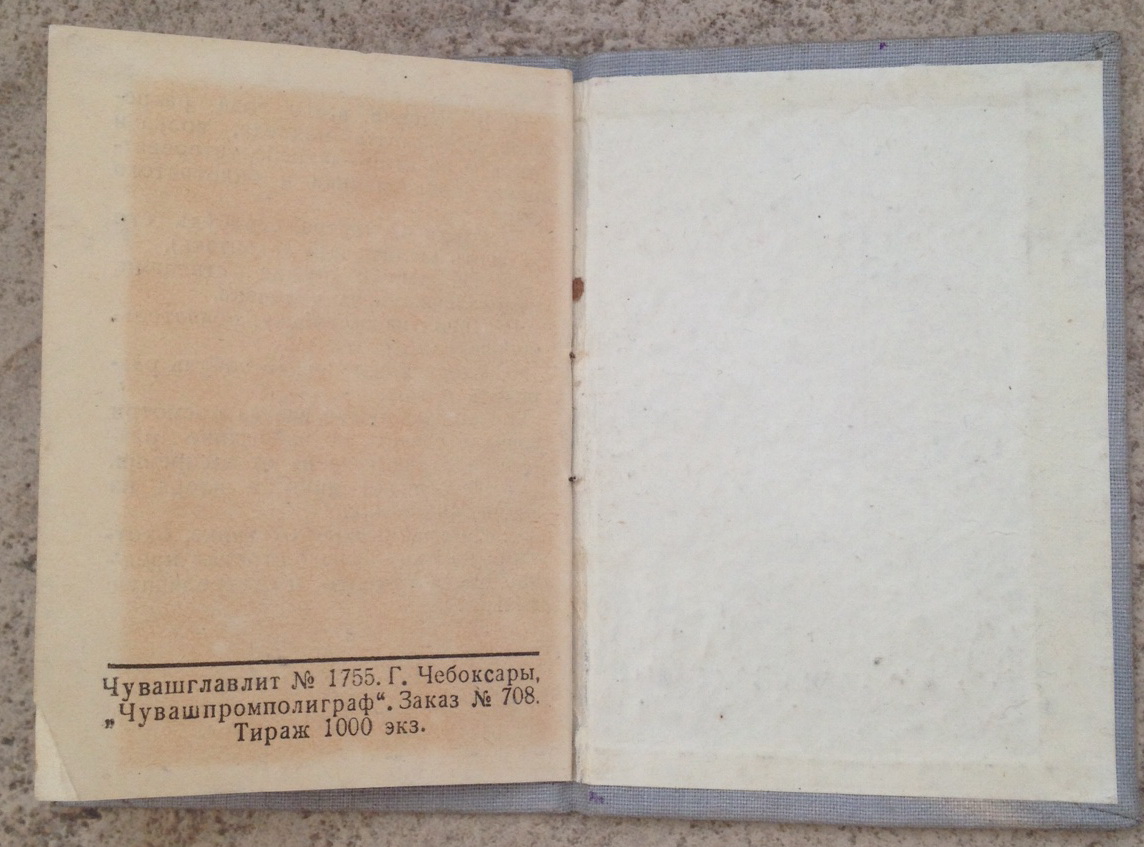 Чувашглавлит № 1755. Г. Чебоксары,
„Чувашпромполиграф“. Заказ № 708.
Тираж 1000 экз.